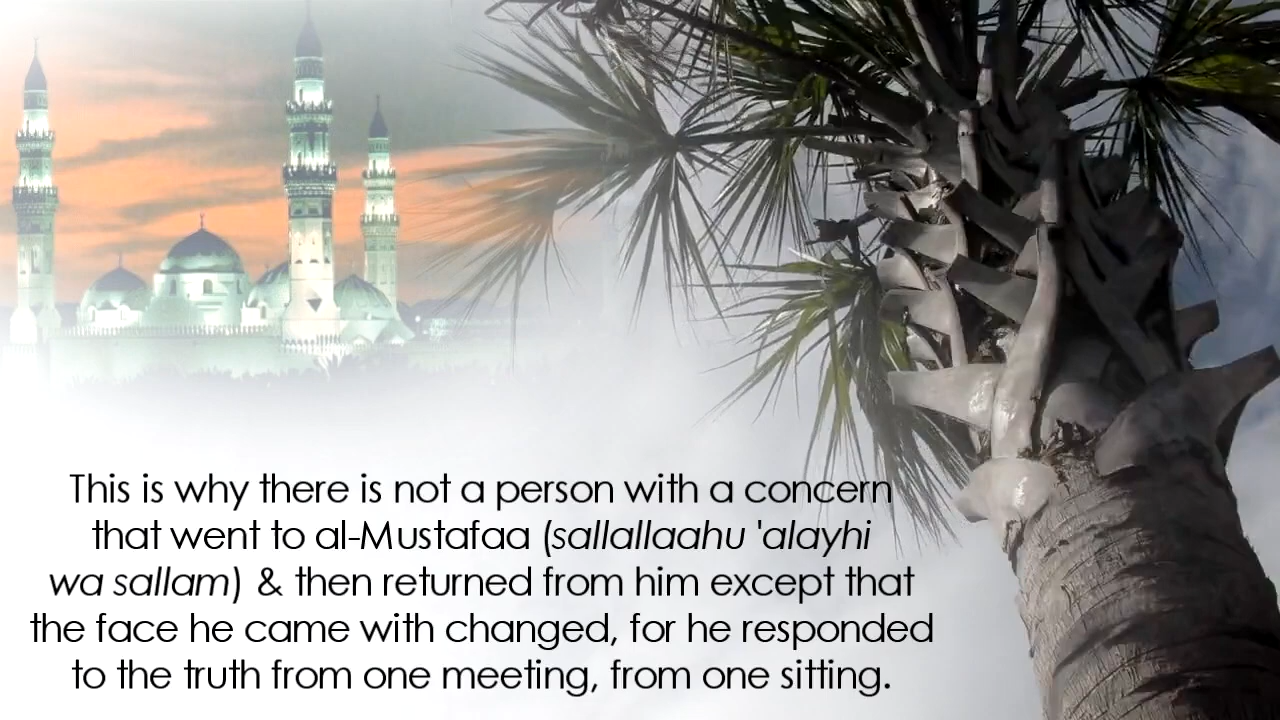 This is why there is not a person with a concern
that went to al-Mustafaa (sallallaahu 'alayhi
wa sallam) & then returned from him except that
the face he came with changed, for he responded
to the truth from one meeting, from one sitting.